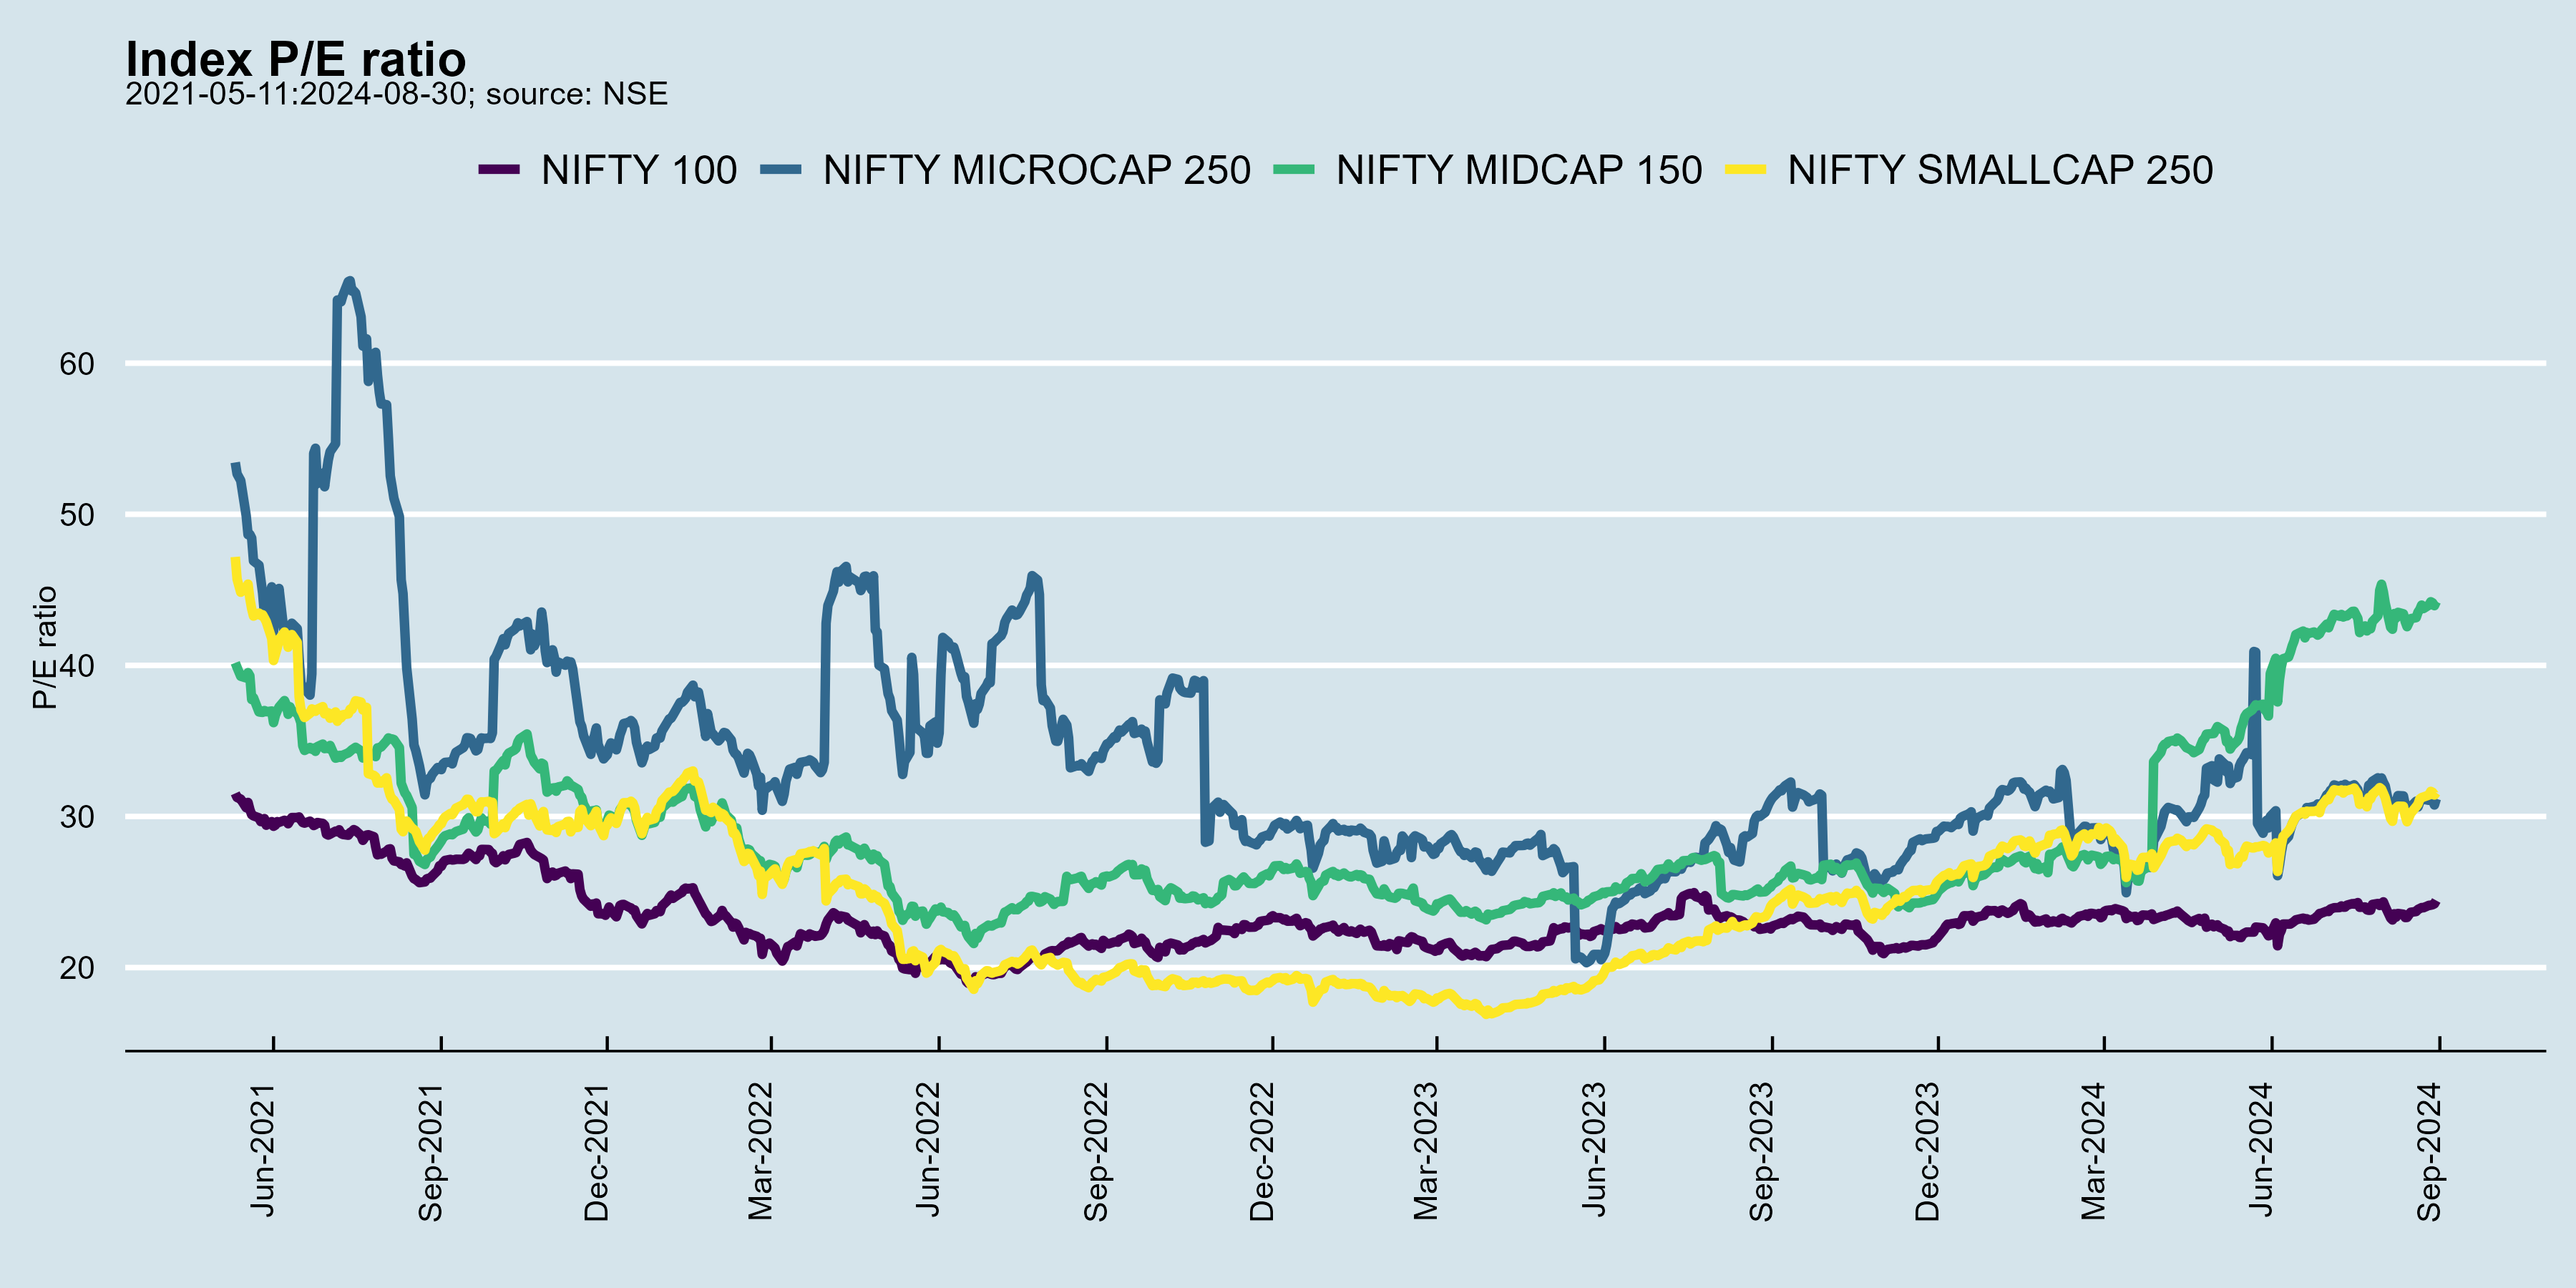 Index P/E ratio
2021-05-11:2024-08-30; source: NSE
NIFTY 100 NIFTY MICROCAP 250 NIFTY MIDCAP 150 NIFTY SMALLCAP 250
P/E ratio
60
50
40
30
20
Jun-2021
Sep-2021
Dec-2021
Mar-2022
Jun-2022
Sep-2022
Dec-2022
Mar-2023
Jun-2023
Sep-2023
Dec-2023
Mar-2024
Jun-2024
Sep-2024